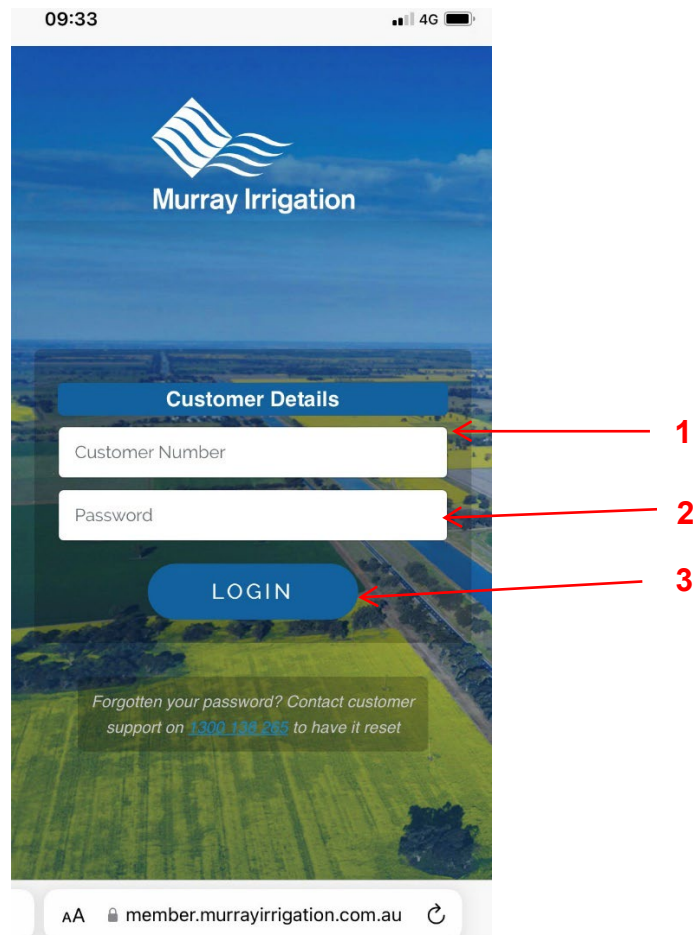 09:33 4G
Murray Irrigation
Customer Details
1
Customer Number
Password
2
LOGIN
3
Forgotten your password? Contact customer
support on 1300 138 265 to have it reset
AA member.murrayirrigation.com.au